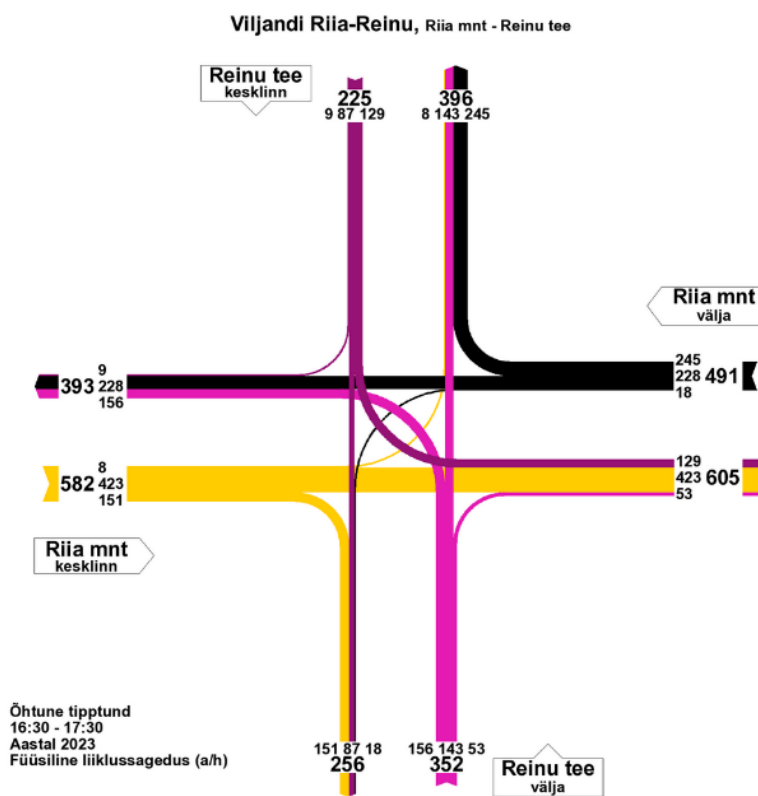 Viljandi Riia-Reinu, Riia mnt - Reinu tee
Reinu tee
kesklinn
225
9 87 129
396
8 143 245
Riia mnt
välja
9
393 228
156
245
228 491
18
8
582 423
151
129
423 605
53
Riia mnt
kesklinn
Õhtune tipptund
16:30 - 17:30
Aastal 2023
Füüsiline liiklussagedus (a/h)
151 87 18
256
156 143 53
352
Reinu tee
välja